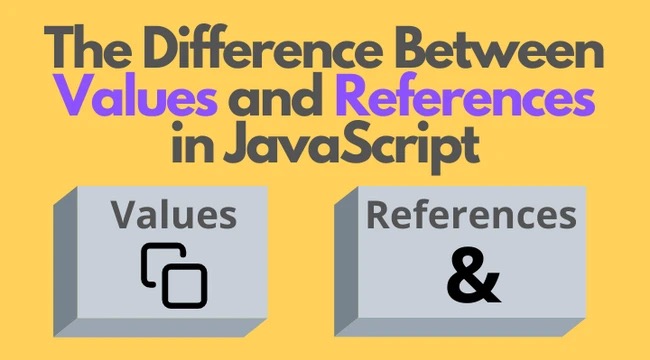 The Difference Between
Values and References
in JavaScript
Values
References
&